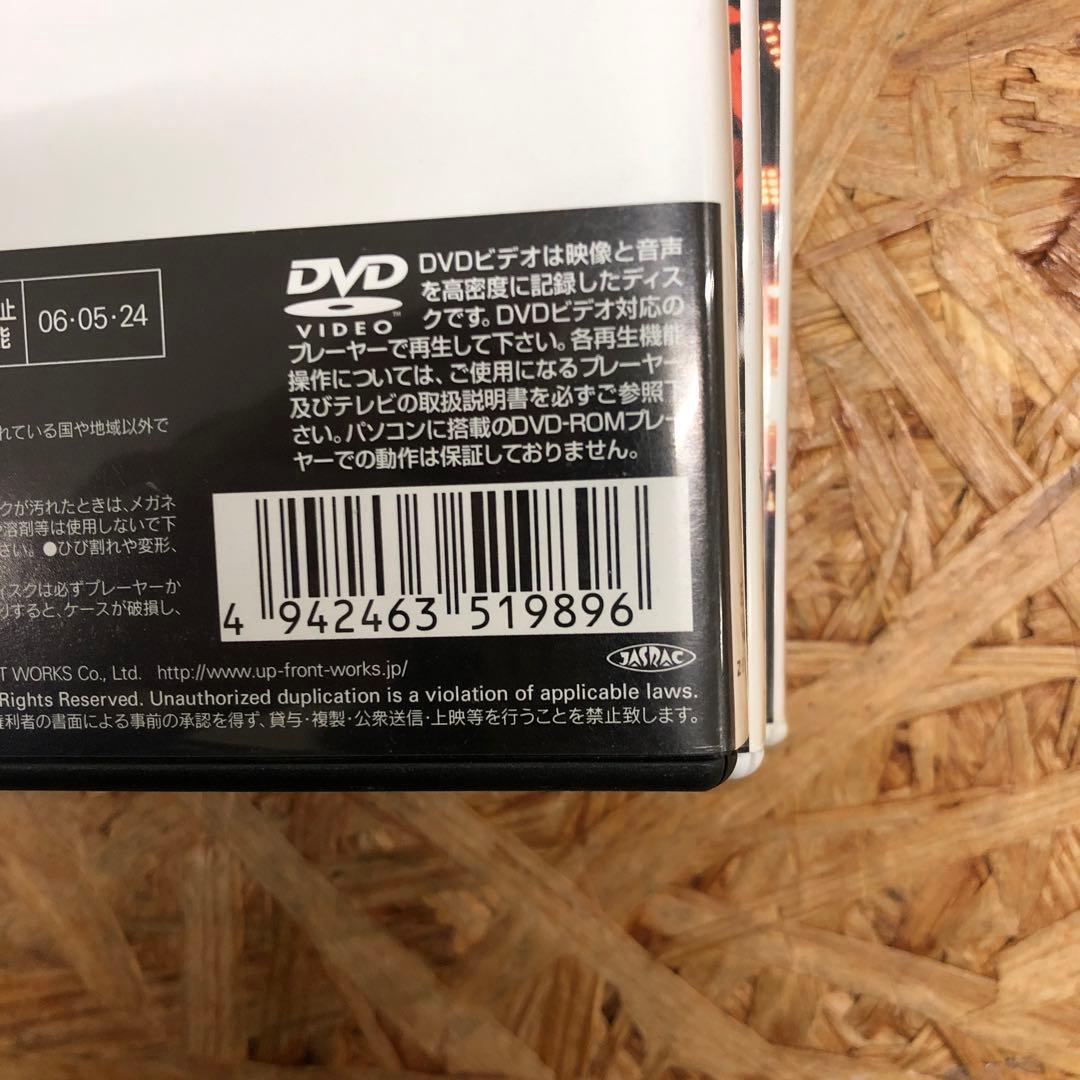 止
能
06・05・24
れている国や地域以外で
クが汚れたときは、メガネ
溶剤等は使用しないで下
さい。●ひび割れや変形、
ィスクは必ずプレーヤーか
りすると、ケースが破損し、
DVD
VIDEO™
DVDビデオは映像と音声
を高密度に記録したディス
クです。DVDビデオ対応の
プレーヤーで再生して下さい。各再生機能
操作については、ご使用になるプレーヤー
及びテレビの取扱説明書を必ずご参照下
さい。パソコンに搭載のDVD-ROMプレー
ヤーでの動作は保証しておりません。
4 942463 519896
JASRAC
T WORKS Co., Ltd. http://www.up-front-works.jp/
Rights Reserved. Unauthorized duplication is a violation of applicable laws.
権利者の書面による事前の承認を得ず、貸与・複製・公衆送信・上映等を行うことを禁止致します。